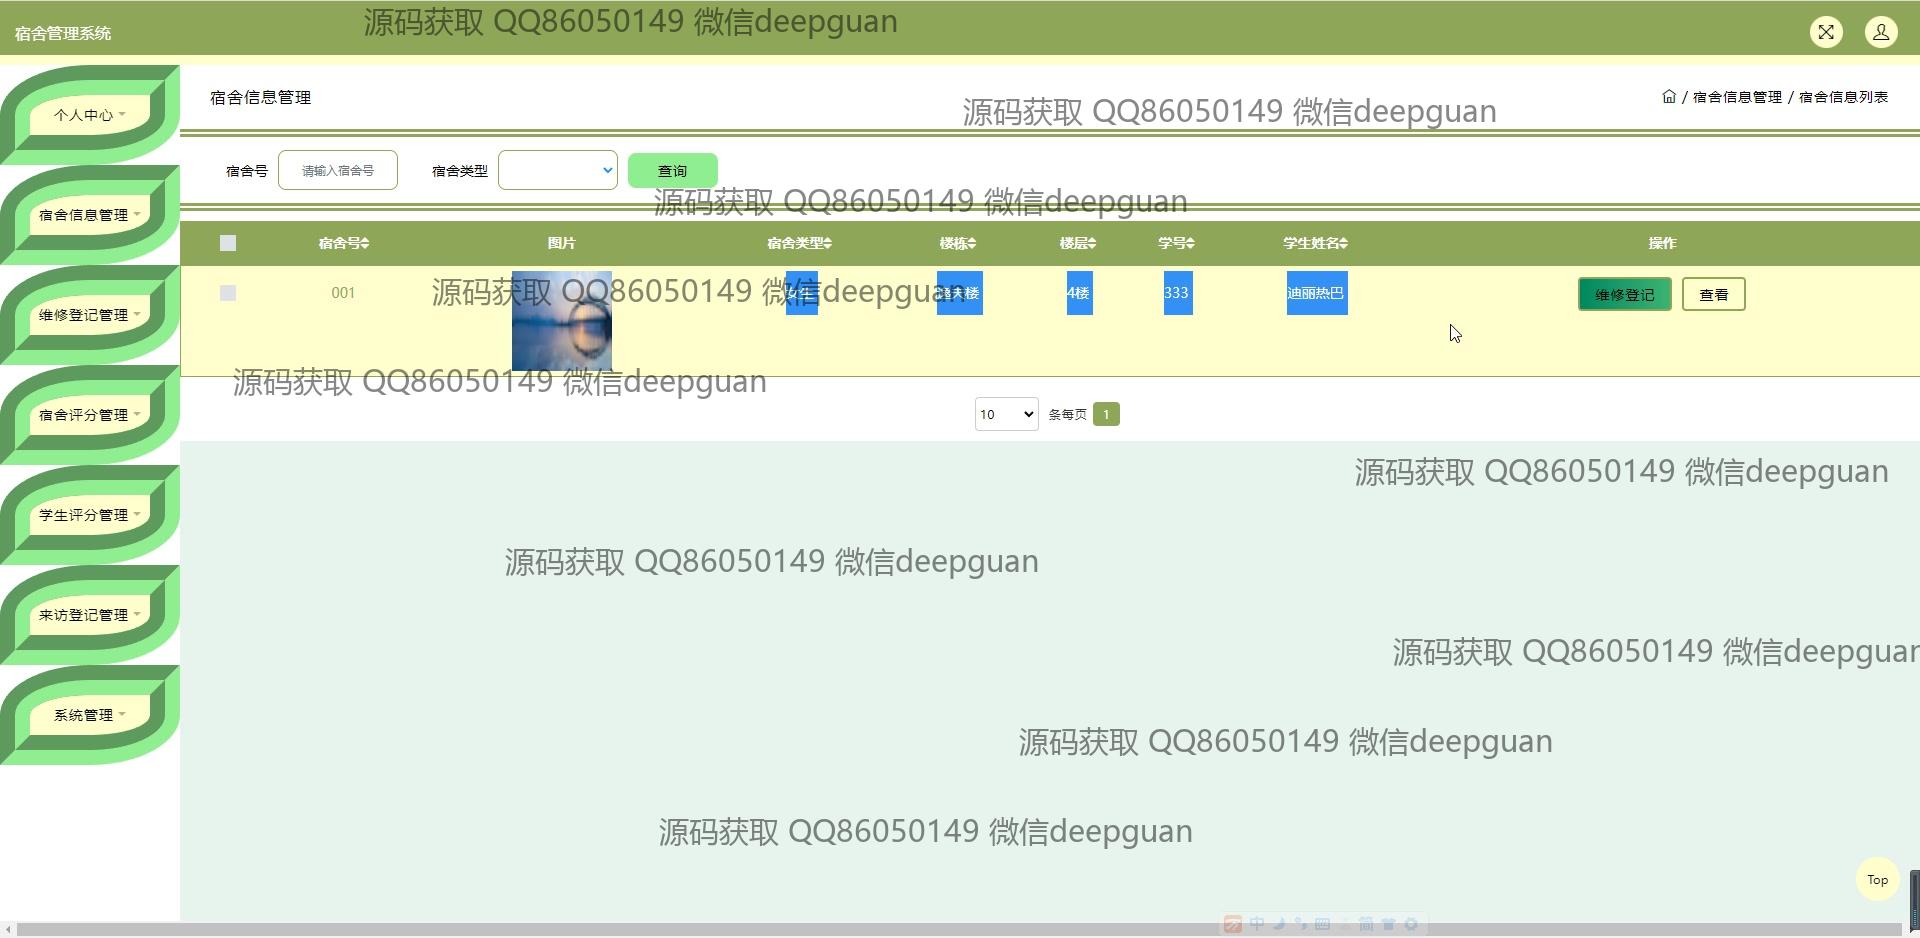 宿舍管理系统
源码获取 QQ86050149 微信deepguan
个人中心
宿舍信息管理
维修登记管理
宿舍评分管理
学生评分管理
来访登记管理
系统管理
宿舍信息管理
/ 宿舍信息管理 / 宿舍信息列表
源码获取 QQ86050149 微信deepguan
宿舍号 请输入宿舍号 宿舍类型 查询
源码获取 QQ86050149 微信deepguan
宿舍号 图片 宿舍类型 楼栋 楼层 学号 学生姓名 操作
001 女生 4楼 333 迪丽热巴 维修登记 查看
源码获取 QQ86050149 微信deepguan
源码获取 QQ86050149 微信deepguan
10 条每页 1
源码获取 QQ86050149 微信deepguan
源码获取 QQ86050149 微信deepguan
源码获取 QQ86050149 微信deepguan
源码获取 QQ86050149 微信deepguan
源码获取 QQ86050149 微信deepguan
Top
中 简